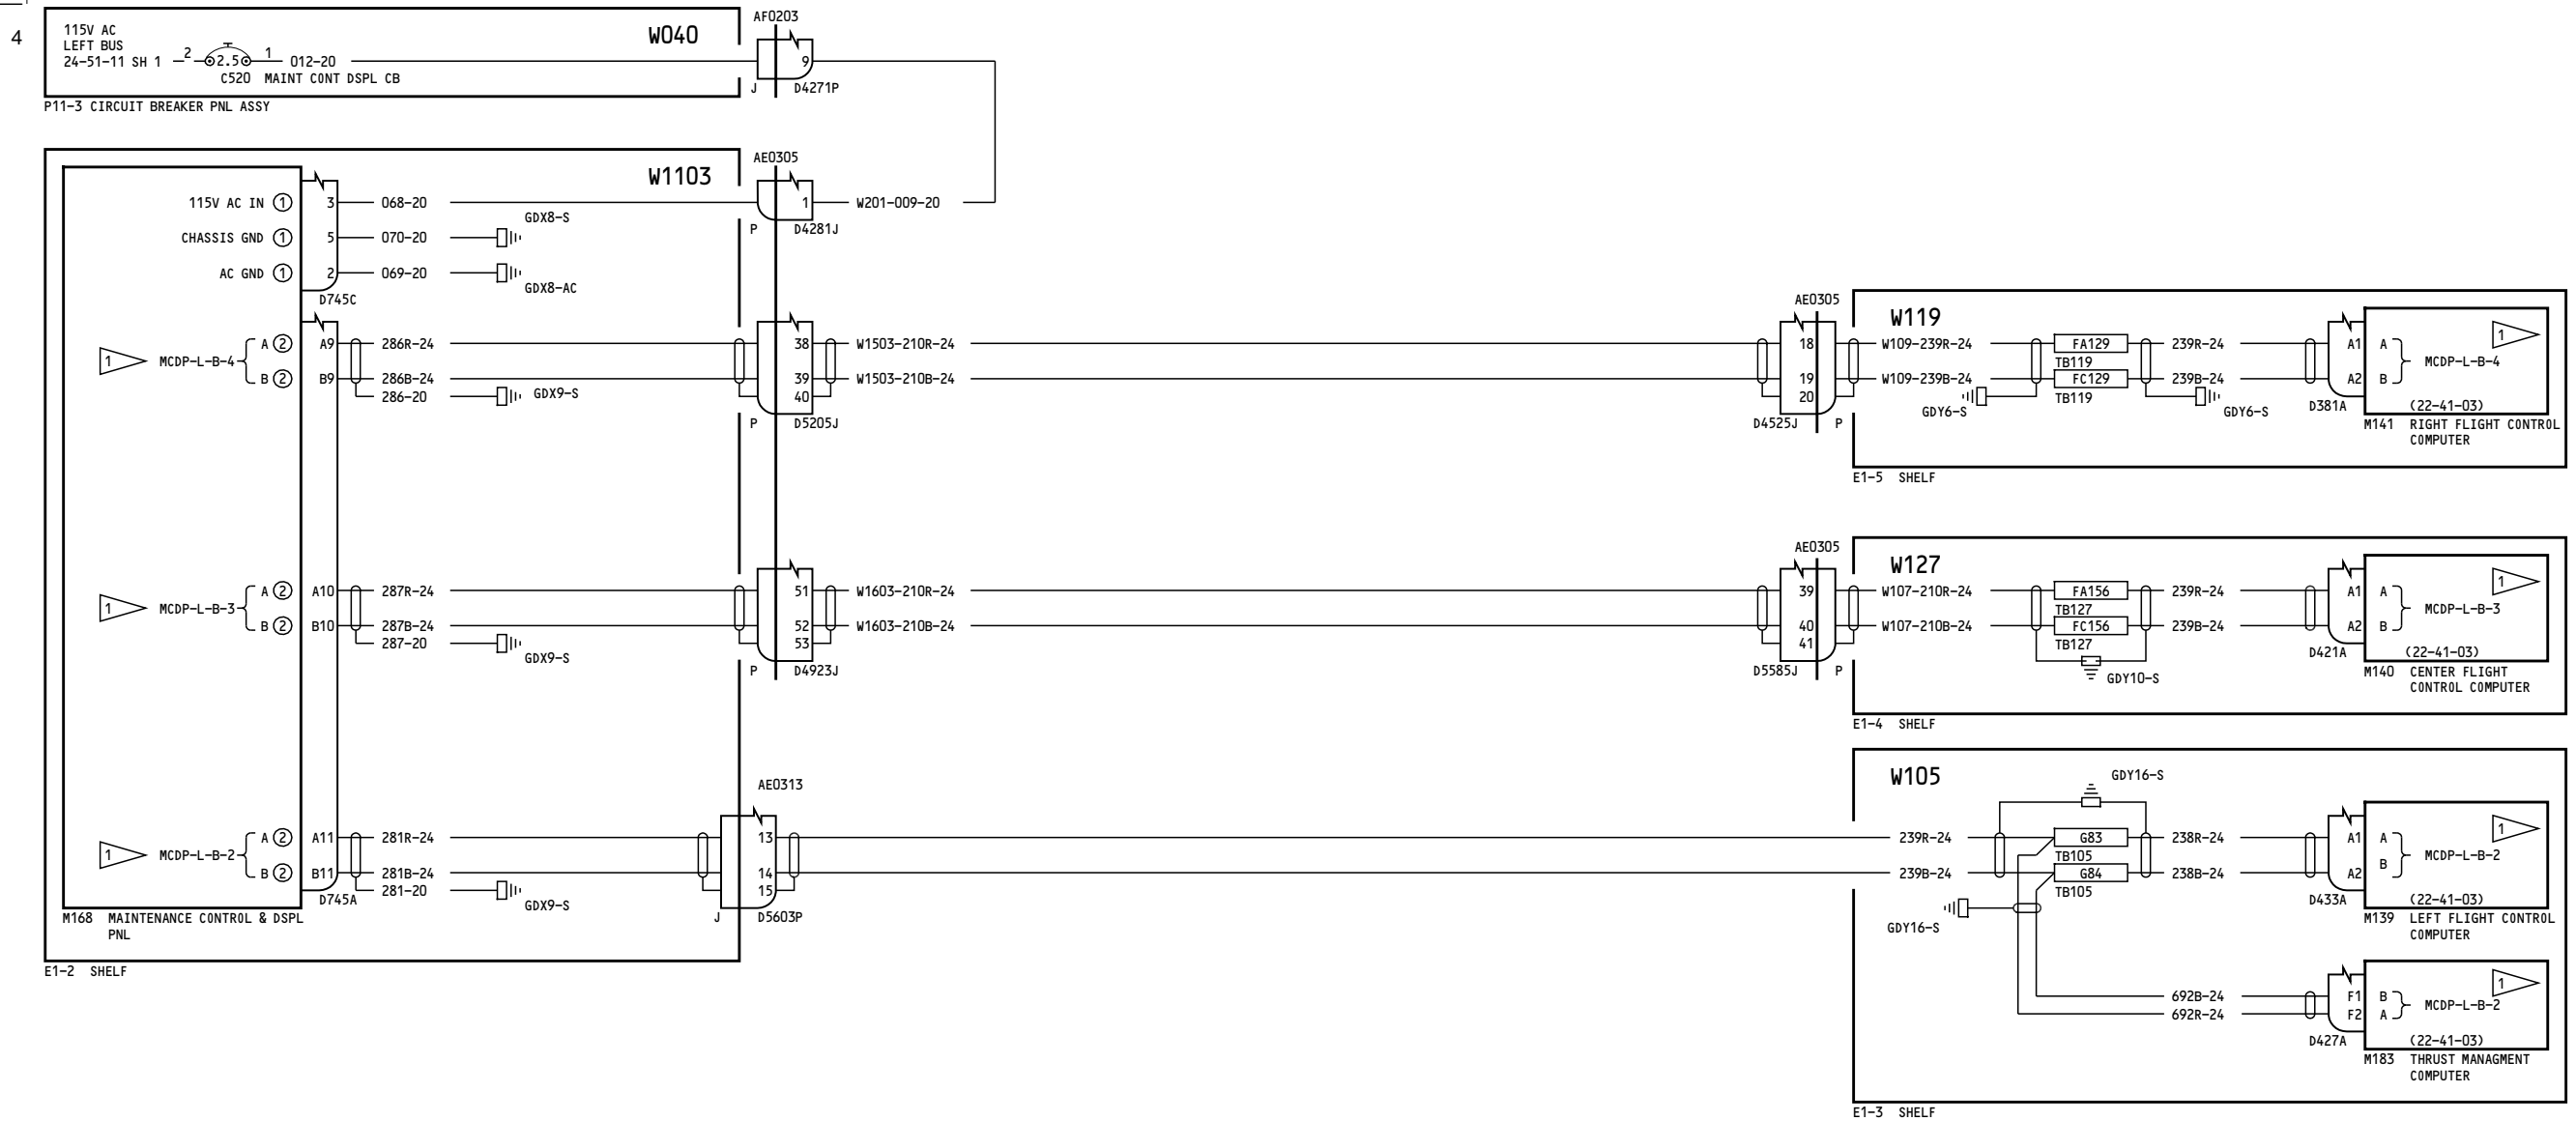 4
115V AC
LEFT BUS
24-51-11 SH 1
2
2.5
1
012-20
C520 MAINT CONT DSPL CB
W040
P11-3 CIRCUIT BREAKER PNL ASSY
AF0203
9
J
D4271P
W1103
AE0305
115V AC IN 1
3
068-20
1
W201-009-20
GDX8-S
P
D4281J
CHASSIS GND 1
5
070-20
AC GND 1
2
069-20
GDX8-AC
D745C
1
MCDP-L-B-4
A 2
A9
286R-24
38
W1503-210R-24
B 2
B9
286B-24
39
W1503-210B-24
286-20
GDX9-S
40
P
D5205J
AE0305
18
19
20
D4525J
P
W119
W109-239R-24
FA129
TB119
239R-24
A1
A
W109-239B-24
FC129
TB119
239B-24
A2
B
MCDP-L-B-4
1
GDY6-S
GDY6-S
D381A
(22-41-03)
M141 RIGHT FLIGHT CONTROL
COMPUTER
E1-5 SHELF
1
MCDP-L-B-3
A 2
A10
287R-24
51
W1603-210R-24
B 2
B10
287B-24
52
W1603-210B-24
287-20
GDX9-S
53
P
D4923J
AE0305
39
40
41
D5585J
P
W127
W107-210R-24
FA156
TB127
239R-24
A1
A
W107-210B-24
FC156
TB127
239B-24
A2
B
MCDP-L-B-3
1
GDY10-S
D421A
(22-41-03)
M140 CENTER FLIGHT
CONTROL COMPUTER
E1-4 SHELF
AE0313
1
MCDP-L-B-2
A 2
A11
281R-24
13
B 2
B11
281B-24
14
281-20
GDX9-S
15
D745A
J
D5603P
M168 MAINTENANCE CONTROL & DSPL
PNL
E1-2 SHELF
W105
GDY16-S
239R-24
G83
TB105
238R-24
A1
A
239B-24
G84
TB105
238B-24
A2
B
MCDP-L-B-2
1
GDY16-S
D433A
(22-41-03)
M139 LEFT FLIGHT CONTROL
COMPUTER
692B-24
F1
B
692R-24
F2
A
MCDP-L-B-2
1
D427A
(22-41-03)
M183 THRUST MANAGMENT
COMPUTER
E1-3 SHELF